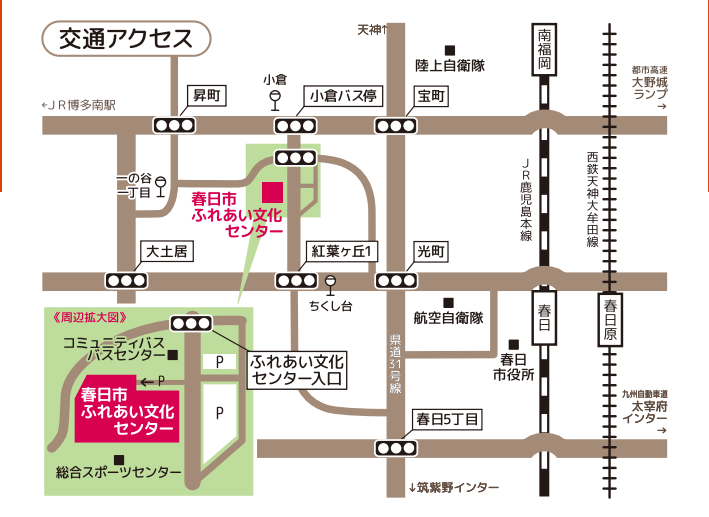 交通アクセス
天神↑
陸上自衛隊
南福岡
都市高速
大野城
ランプ
→
←JR博多南駅
昇町
小倉
小倉バス停
宝町
一の谷
一丁目
春日市
ふれあい文化
センター
JR鹿児島本線
西鉄天神大牟田線
大土居
紅葉ヶ丘1
光町
ちくし台
航空自衛隊
春日
春日原
《周辺拡大図》
コミュニティバス
バスセンター
ふれあい文化
センター入口
P
←P
P
春日市
ふれあい文化
センター
総合スポーツセンター
県道31号線
春日
市役所
九州自動車道
太宰府
インター
→
春日5丁目
↓筑紫野インター